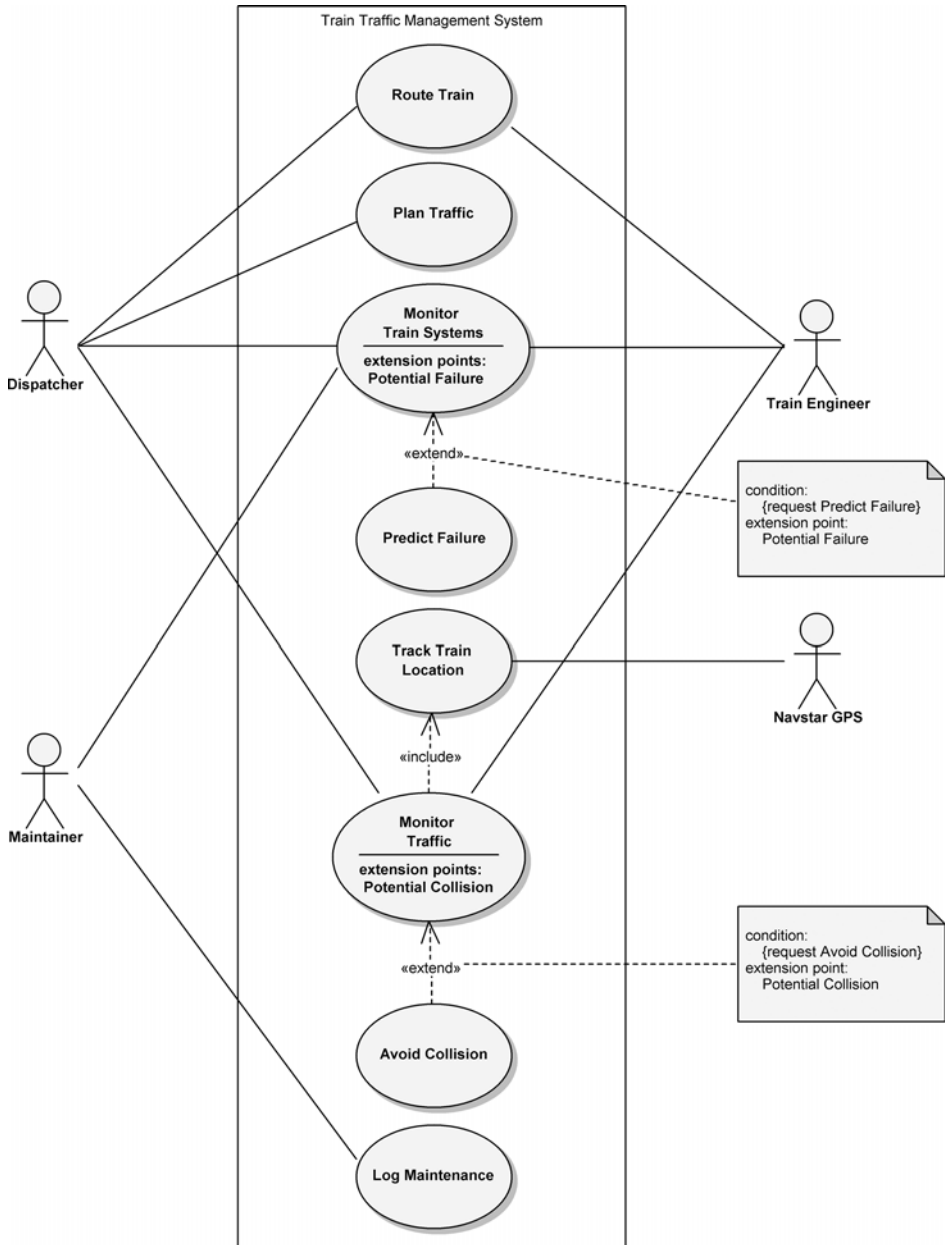 Train Traffic Management System
Route Train
Plan Traffic
Monitor
Train Systems
extension points:
Potential Failure
Dispatcher
Train Engineer
«extend»
condition:
{request Predict Failure}
extension point:
Potential Failure
Predict Failure
Track Train
Location
Navstar GPS
«include»
Maintainer
Monitor
Traffic
extension points:
Potential Collision
«extend»
condition:
{request Avoid Collision}
extension point:
Potential Collision
Avoid Collision
Log Maintenance